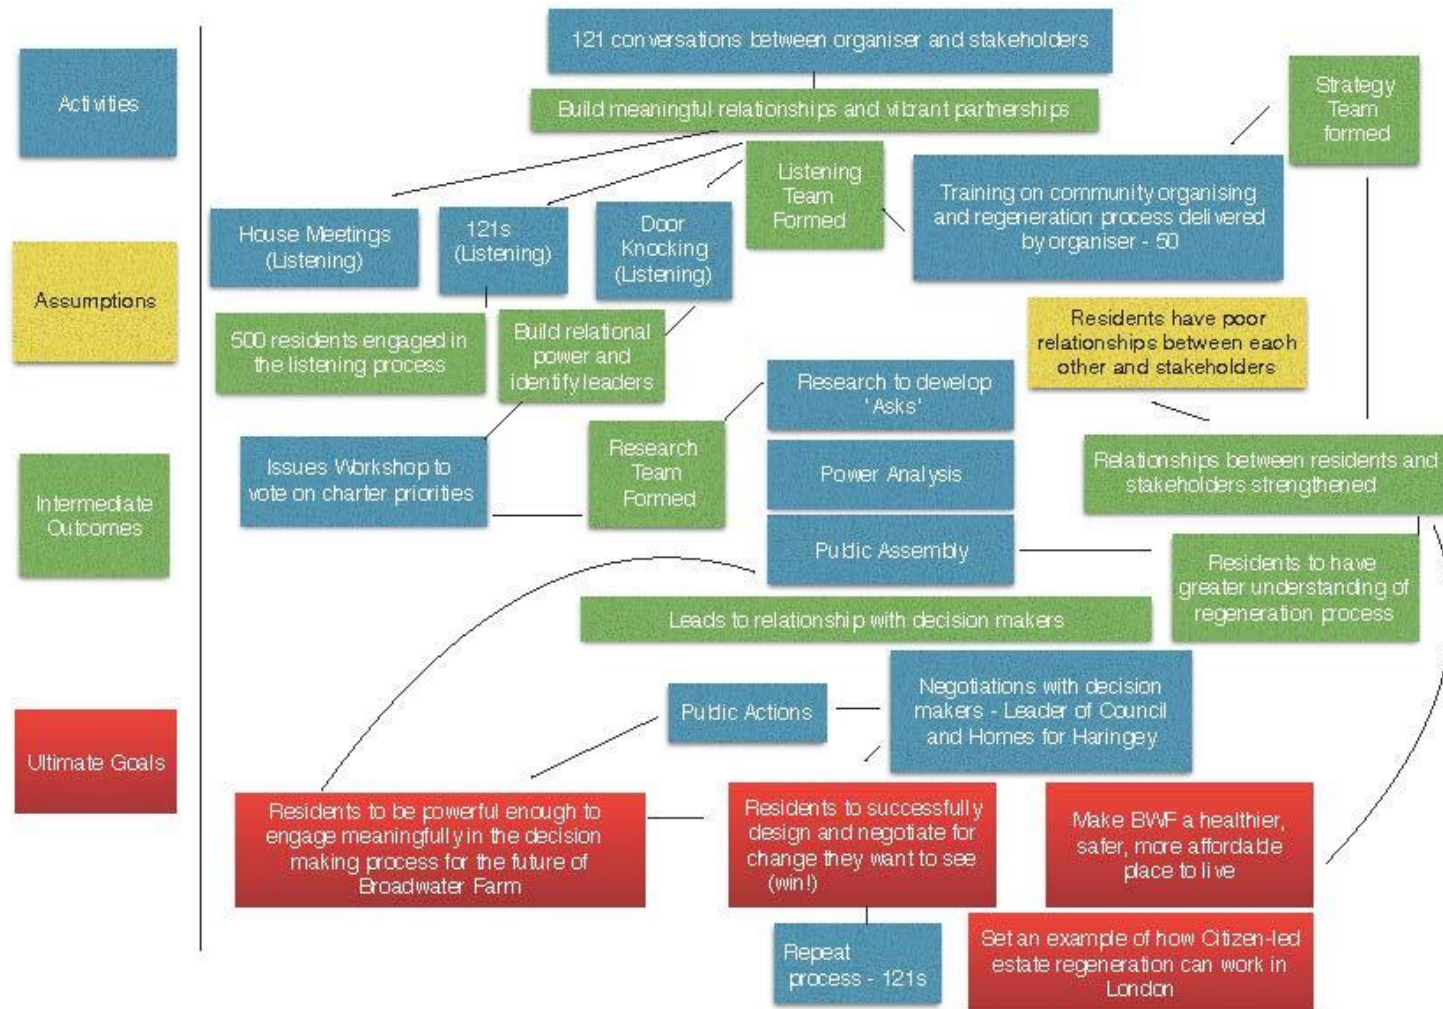 Activities
Assumptions
Intermediate
Outcomes
Ultimate Goals
121 conversations between organiser and stakeholders
Build meaningful relationships and vibrant partnerships
Strategy
Team
formed
Listening
Team
Formed
Training on community organising
and regeneration process delivered
by organiser - 50
House Meetings
(Listening)
121s
(Listening)
Door
Knocking
(Listening)
500 residents engaged in
the listening process
Build relational
power and
identify leaders
Residents have poor
relationships between each
other and stakeholders
Research to develop
'Asks'
Issues Workshop to
vote on charter priorities
Research
Team
Formed
Power Analysis
Relationships between residents and
stakeholders strengthened
Public Assembly
Residents to have
greater understanding of
regeneration process
Leads to relationship with decision makers
Public Actions
Negotiations with decision
makers - Leader of Council
and Homes for Haringey
Residents to be powerful enough to
engage meaningfully in the decision
making process for the future of
Broadwater Farm
Residents to successfully
design and negotiate for
change they want to see
(win!)
Make BWF a healthier,
safer, more affordable
place to live
Repeat
process - 121s
Set an example of how Citizen-led
estate regeneration can work in
London